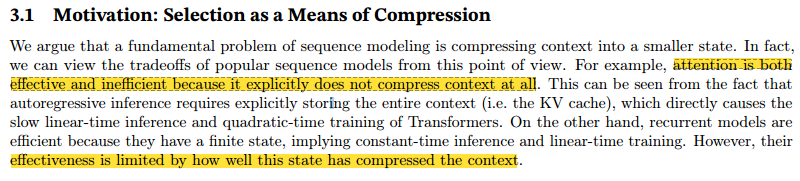 3.1 Motivation: Selection as a Means of Compression
We argue that a fundamental problem of sequence modeling is compressing context into a smaller state. In fact,
we can view the tradeoffs of popular sequence models from this point of view. For example, attention is both
effective and inefficient because it explicitly does not compress context at all. This can be seen from the fact that
autoregressive inference requires explicitly storing the entire context (i.e. the KV cache), which directly causes the
slow linear-time inference and quadratic-time training of Transformers. On the other hand, recurrent models are
efficient because they have a finite state, implying constant-time inference and linear-time training. However, their
effectiveness is limited by how well this state has compressed the context.